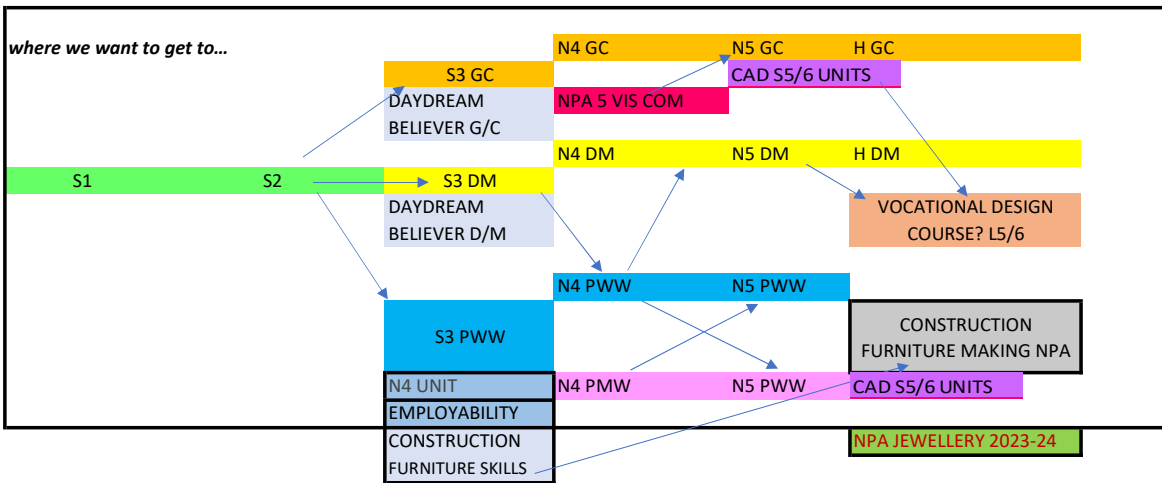 where we want to get to...
N4 GC N5 GC H GC
S3 GC CAD S5/6 UNITS
DAYDREAM NPA 5 VIS COM
BELIEVER G/C
N4 DM N5 DM H DM
S1 S2 S3 DM
DAYDREAM VOCATIONAL DESIGN
BELIEVER D/M COURSE? L5/6
N4 PWW N5 PWW
CONSTRUCTION
S3 PWW FURNITURE MAKING NPA
N4 UNIT N4 PMW N5 PWW CAD S5/6 UNITS
EMPLOYABILITY
CONSTRUCTION NPA JEWELLERY 2023-24
FURNITURE SKILLS